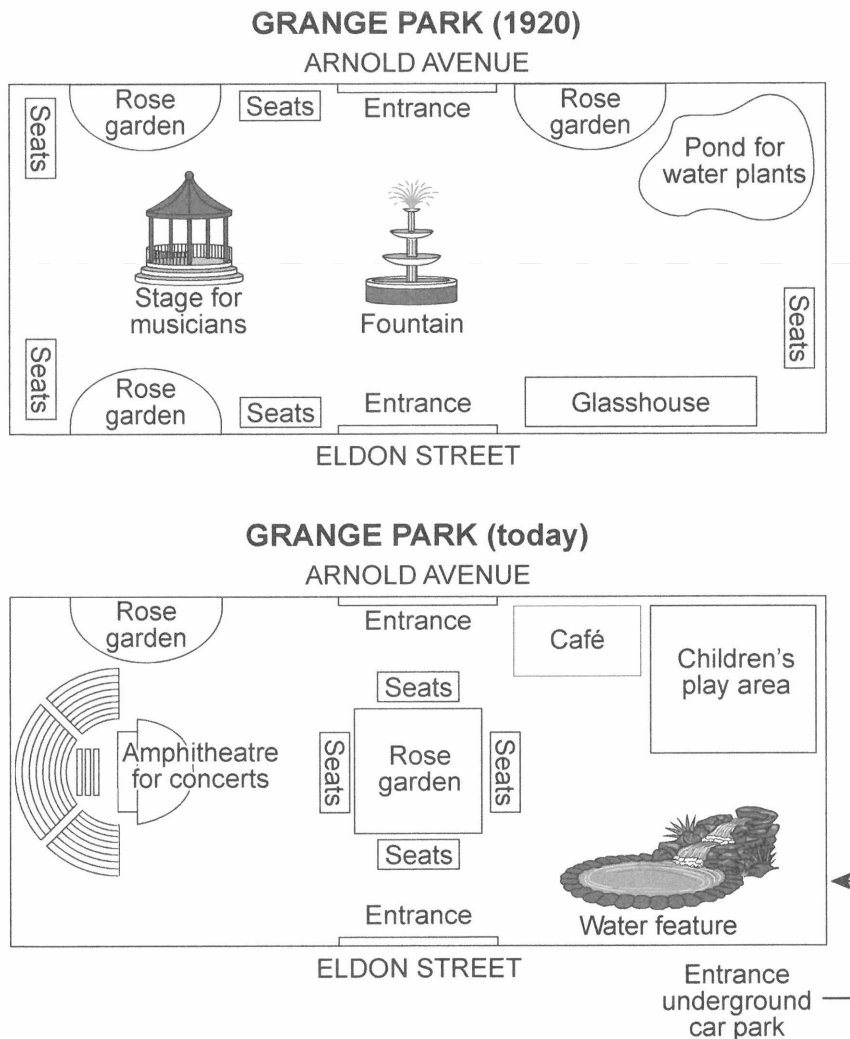 GRANGE PARK (1920)
ARNOLD AVENUE
Seats
Rose
garden
Seats
Entrance
Rose
garden
Pond for
water plants
Stage for
musicians
Fountain
Seats
Seats
Rose
garden
Seats
Entrance
Glasshouse
ELDON STREET
GRANGE PARK (today)
ARNOLD AVENUE
Rose
garden
Entrance
Café
Children's
play area
Seats
Amphitheatre
for concerts
Seats
Rose
garden
Seats
Seats
Entrance
Water feature
ELDON STREET
Entrance
underground
car park